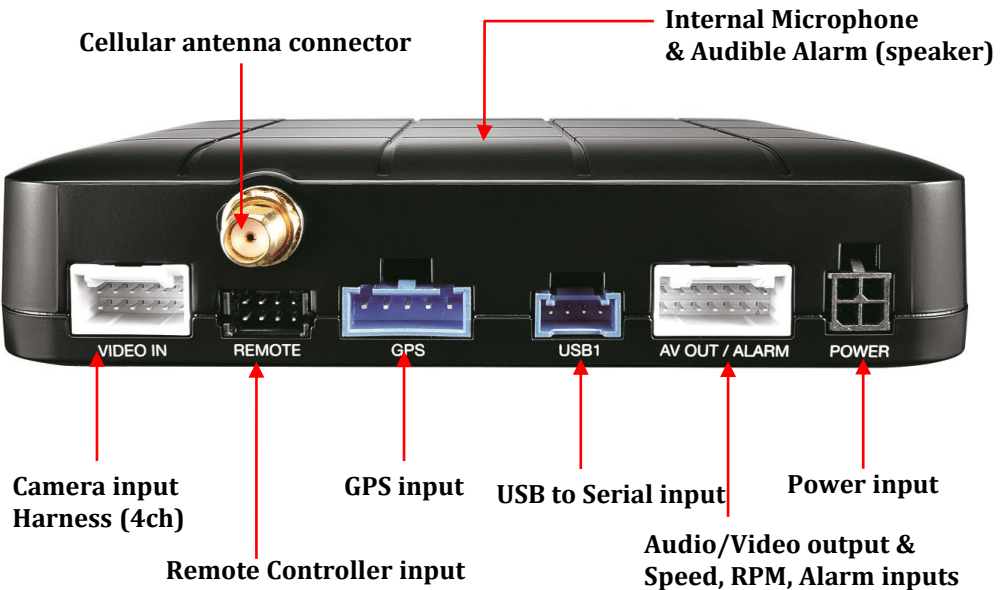 Internal Microphone
& Audible Alarm (speaker)
Cellular antenna connector
VIDEO IN
REMOTE
GPS
USB1
AV OUT / ALARM
POWER
Camera input
Harness (4ch)
GPS input
USB to Serial input
Power input
Remote Controller input
Audio/Video output &
Speed, RPM, Alarm inputs